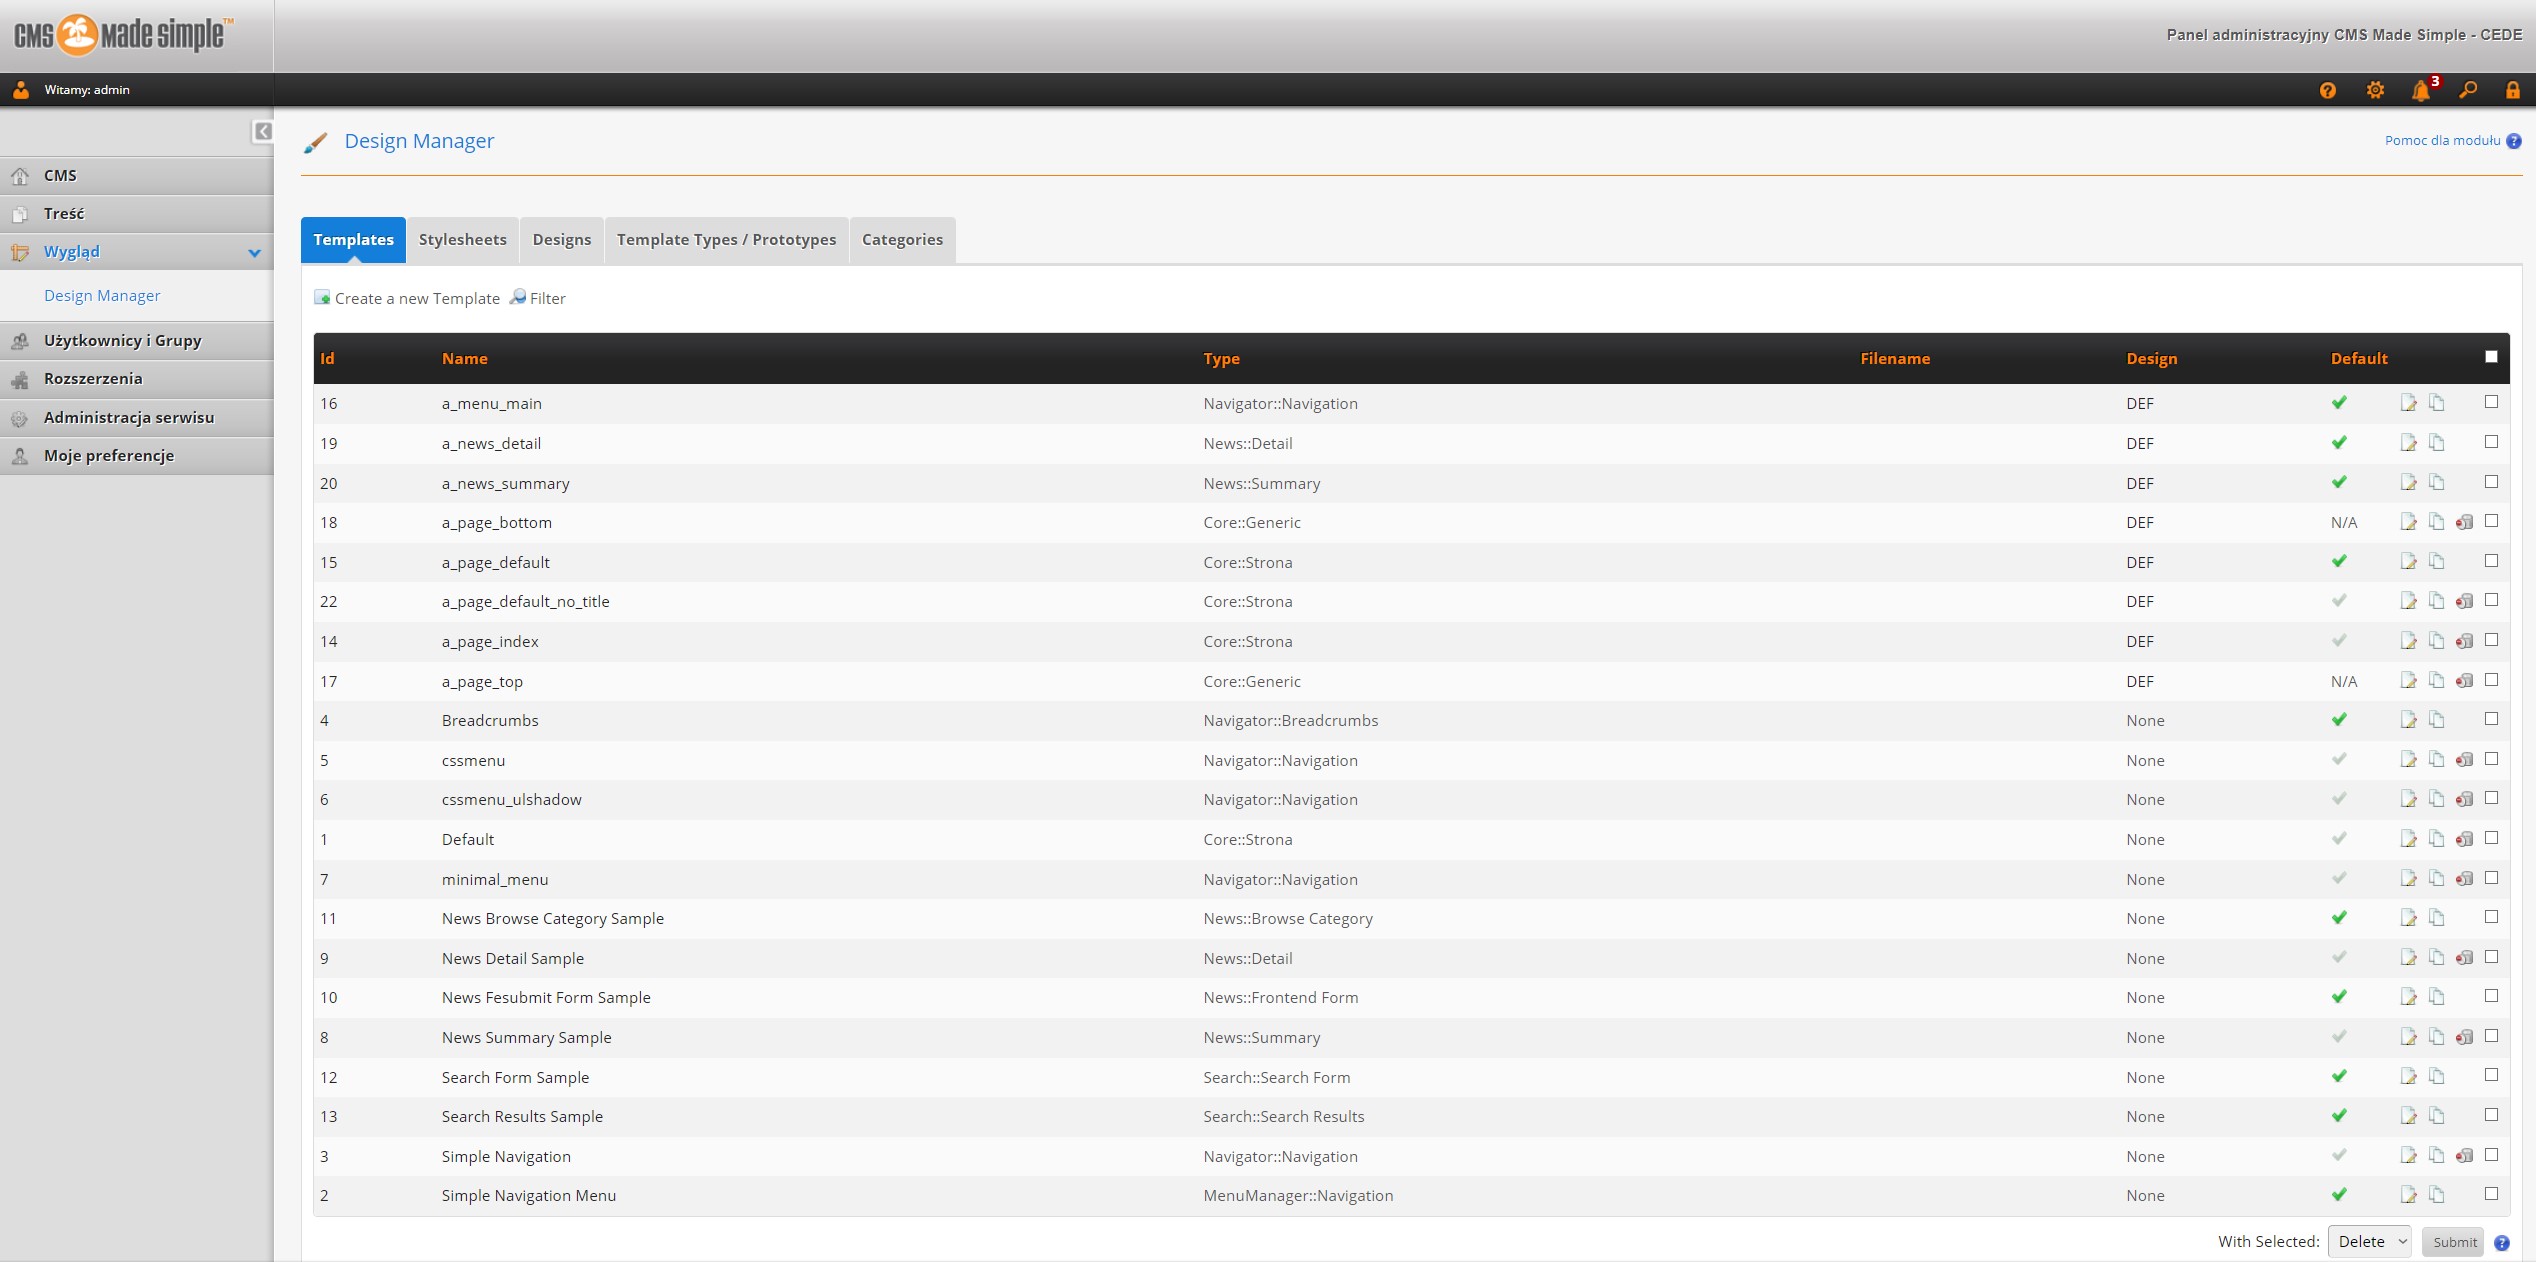 CMS Made Simple™
Panel administracyjny CMS Made Simple - CEDE
Witamy: admin
3
Design Manager
Pomoc dla modułu
CMS
Treść
Wygląd
Design Manager
Użytkownicy i Grupy
Rozszerzenia
Administracja serwisu
Moje preferencje
Templates Stylesheets Designs Template Types / Prototypes Categories
Create a new Template Filter
Id Name Type Filename Design Default
16 a_menu_main Navigator::Navigation DEF
19 a_news_detail News::Detail DEF
20 a_news_summary News::Summary DEF
18 a_page_bottom Core::Generic DEF N/A
15 a_page_default Core::Strona DEF
22 a_page_default_no_title Core::Strona DEF
14 a_page_index Core::Strona DEF
17 a_page_top Core::Generic DEF N/A
4 Breadcrumbs Navigator::Breadcrumbs None
5 cssmenu Navigator::Navigation None
6 cssmenu_ulshadow Navigator::Navigation None
1 Default Core::Strona None
7 minimal_menu Navigator::Navigation None
11 News Browse Category Sample News::Browse Category None
9 News Detail Sample News::Detail None
10 News Fesubmit Form Sample News::Frontend Form None
8 News Summary Sample News::Summary None
12 Search Form Sample Search::Search Form None
13 Search Results Sample Search::Search Results None
3 Simple Navigation Navigator::Navigation None
2 Simple Navigation Menu MenuManager::Navigation None
With Selected: Delete Submit